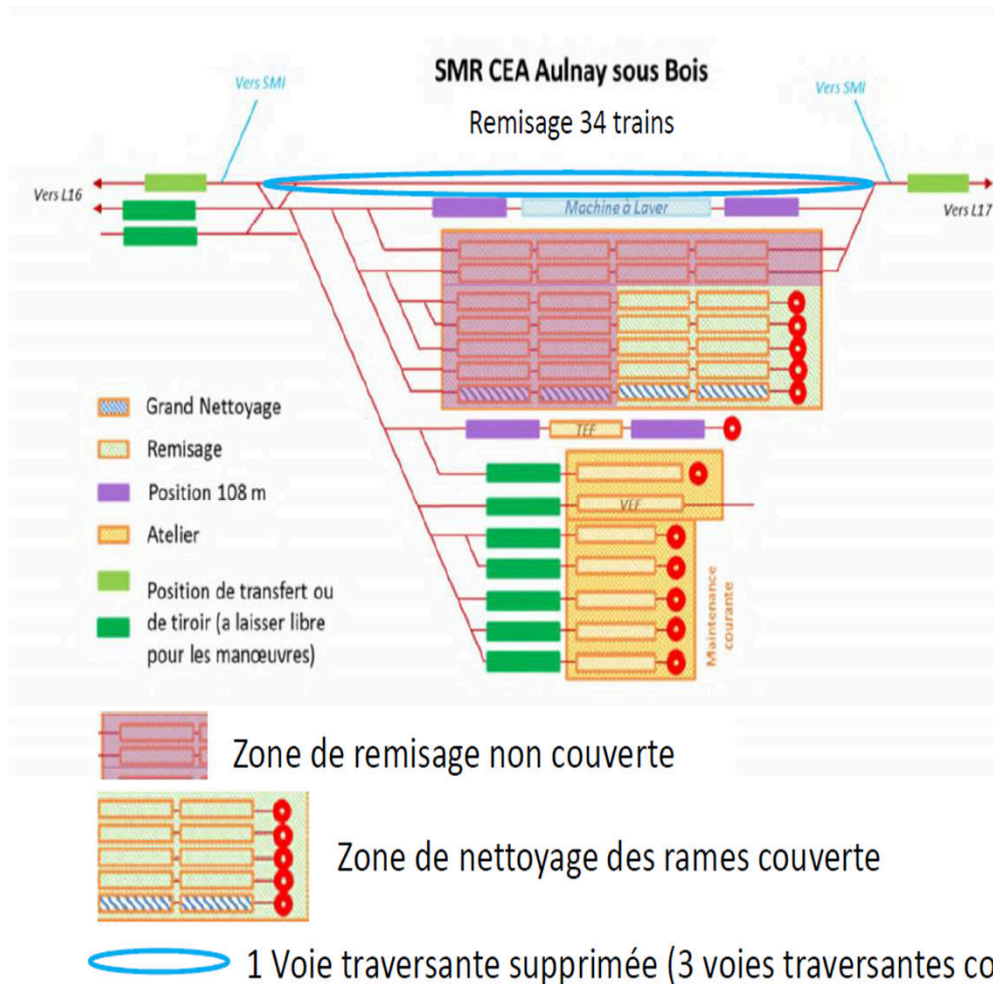 SMR CEA Aulnay sous Bois
Remisage 34 trains
Vers SMI
Vers SMI
Vers L16
Vers L17
Machine à Laver
TEF
VEF
Maintenance
courante
Grand Nettoyage
Remisage
Position 108 m
Atelier
Position de transfert ou
de tiroir (a laisser libre
pour les manœuvres)
Zone de remisage non couverte
Zone de nettoyage des rames couverte
1 Voie traversante supprimée (3 voies traversantes co